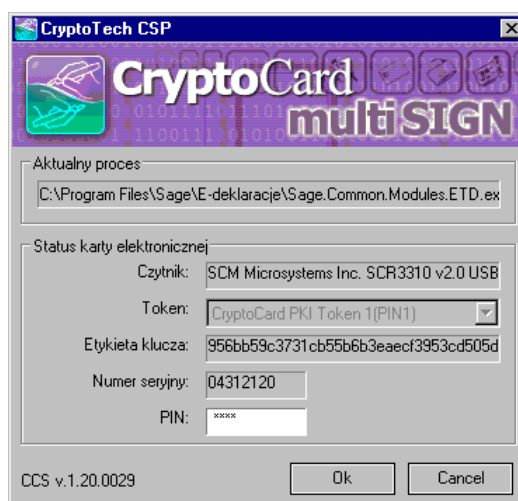 CryptoTech CSP
CryptoCard
multiSIGN
Aktualny proces
C:\Program Files\Sage\E-deklaracje\Sage.Common.Modules.ETD.ex
Status karty elektronicznej
Czytnik: SCM Microsystems Inc. SCR3310 v2.0 USB
Token: CryptoCard PKI Token 1(PIN1)
Etykieta klucza: 956bb59c3731cb55b6b3eaecf3953cd505d
Numer seryjny: 04312120
PIN: ****
CCS v.1.20.0029 Ok Cancel